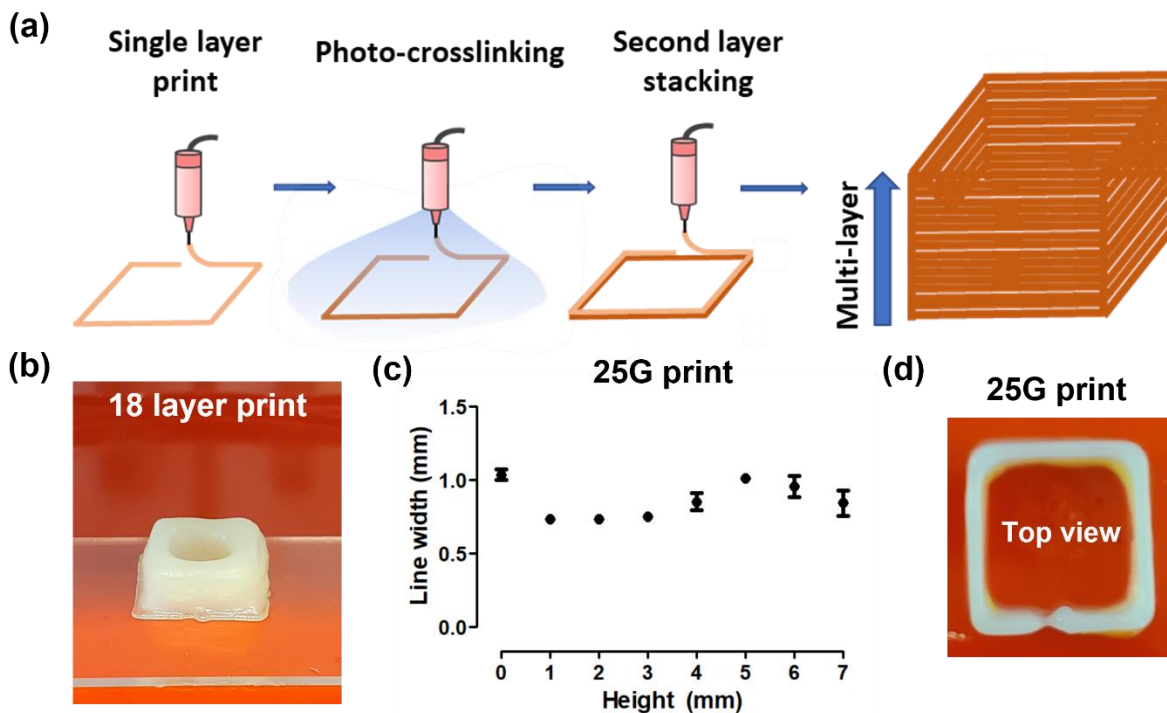 (a)
Single layer
print
Photo-crosslinking
Second layer
stacking
Multi-layer
(b)
18 layer print
(c)
25G print
1.5
1.0
0.5
0.0
Line width (mm)
0 1 2 3 4 5 6 7
Height (mm)
(d)
25G print
Top view